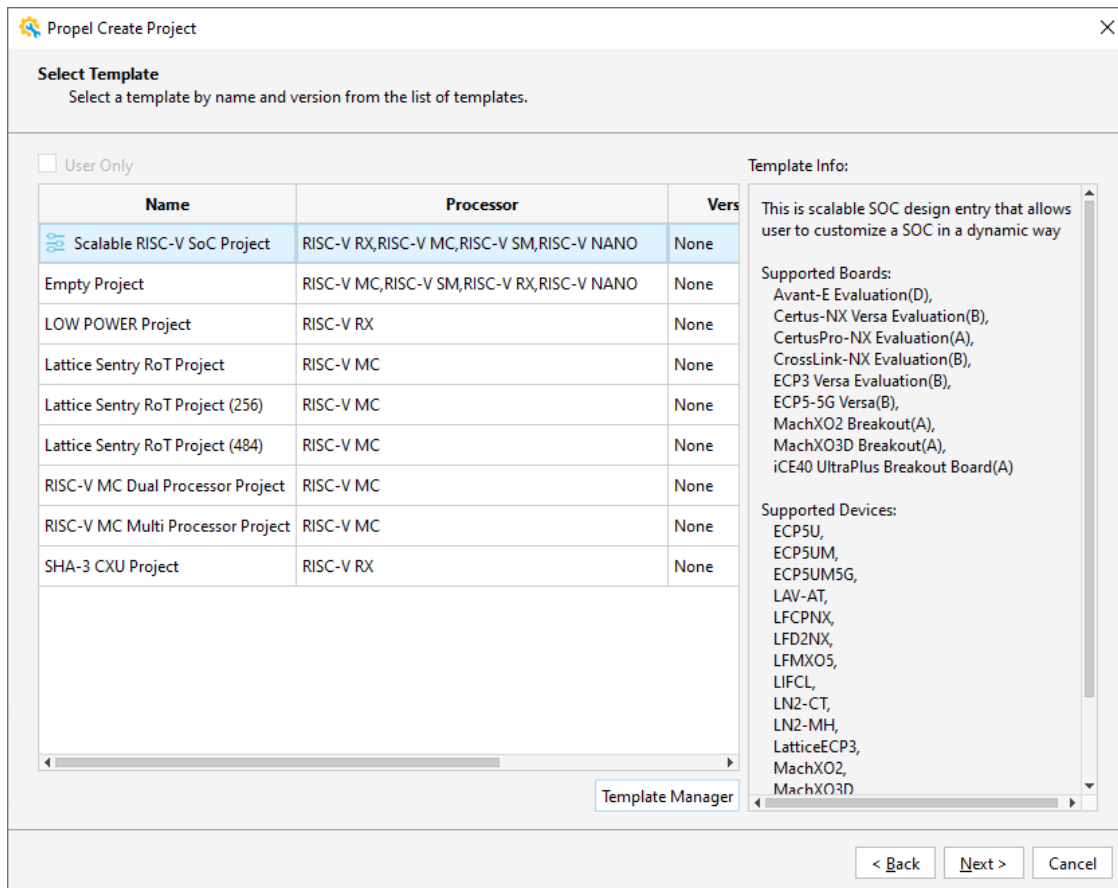 Propel Create Project
Select Template
Select a template by name and version from the list of templates.
User Only
Name Processor Vers
Scalable RISC-V SoC Project RISC-V RX,RISC-V MC,RISC-V SM,RISC-V NANO None
Empty Project RISC-V MC,RISC-V SM,RISC-V RX,RISC-V NANO None
LOW POWER Project RISC-V RX None
Lattice Sentry RoT Project RISC-V MC None
Lattice Sentry RoT Project (256) RISC-V MC None
Lattice Sentry RoT Project (484) RISC-V MC None
RISC-V MC Dual Processor Project RISC-V MC None
RISC-V MC Multi Processor Project RISC-V MC None
SHA-3 CXU Project RISC-V RX None
Template Manager
Template Info:
This is scalable SOC design entry that allows
user to customize a SOC in a dynamic way
Supported Boards:
Avant-E Evaluation(D),
Certus-NX Versa Evaluation(B),
CertusPro-NX Evaluation(A),
CrossLink-NX Evaluation(B),
ECP3 Versa Evaluation(B),
ECP5-5G Versa(B),
MachXO2 Breakout(A),
MachXO3D Breakout(A),
iCE40 UltraPlus Breakout Board(A)
Supported Devices:
ECP5U,
ECP5UM,
ECP5UM5G,
LAV-AT,
LFCPNX,
LFD2NX,
LFMXO5,
LIFCL,
LN2-CT,
LN2-MH,
LatticeECP3,
MachXO2,
MachXO3D
< Back Next > Cancel